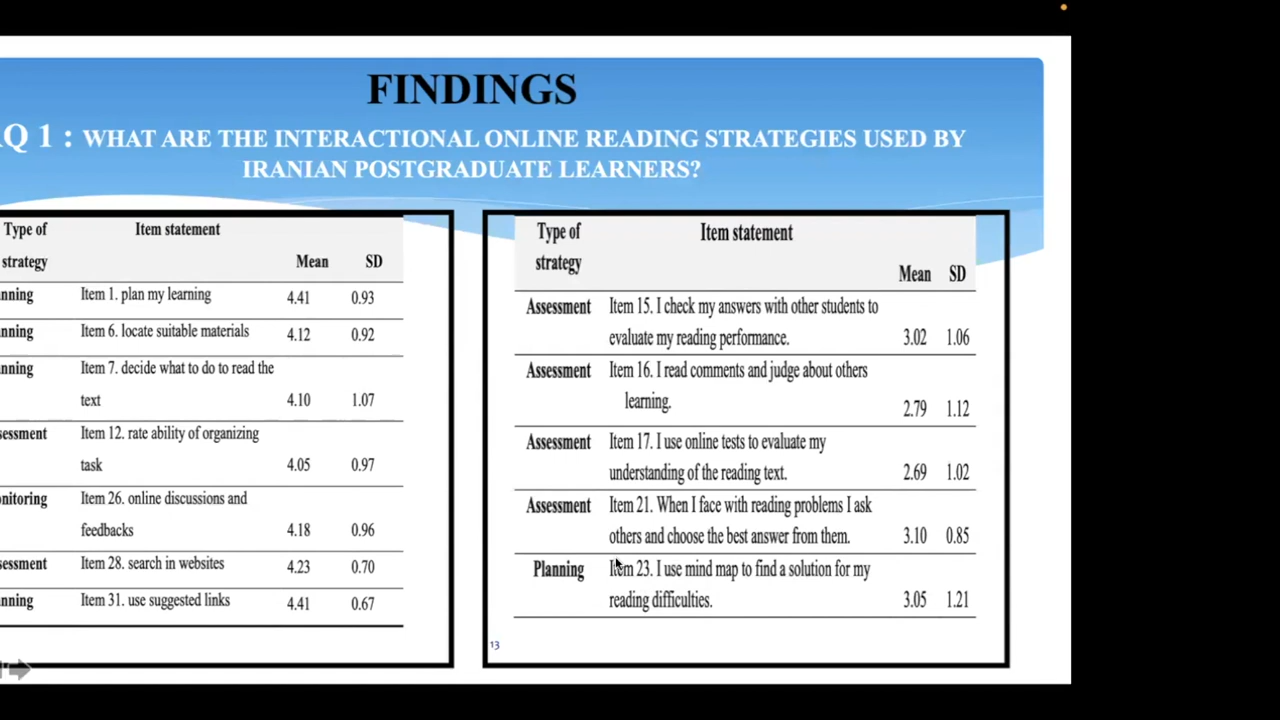 FINDINGS
Q 1 : WHAT ARE THE INTERACTIONAL ONLINE READING STRATEGIES USED BY
IRANIAN POSTGRADUATE LEARNERS?
Type of Item statement
strategy Mean SD
nning Item 1. plan my learning 4.41 0.93
nning Item 6. locate suitable materials 4.12 0.92
nning Item 7. decide what to do to read the
text 4.10 1.07
sessment Item 12. rate ability of organizing
task 4.05 0.97
nitoring Item 26. online discussions and
feedbacks 4.18 0.96
sessment Item 28. search in websites 4.23 0.70
nning Item 31. use suggested links 4.41 0.67
Type of Item statement
strategy
Mean SD
Assessment Item 15. I check my answers with other students to
evaluate my reading performance. 3.02 1.06
Assessment Item 16. I read comments and judge about others
learning. 2.79 1.12
Assessment Item 17. I use online tests to evaluate my
understanding of the reading text. 2.69 1.02
Assessment Item 21. When I face with reading problems I ask
others and choose the best answer from them. 3.10 0.85
Planning Item 23. I use mind map to find a solution for my
reading difficulties. 3.05 1.21
13